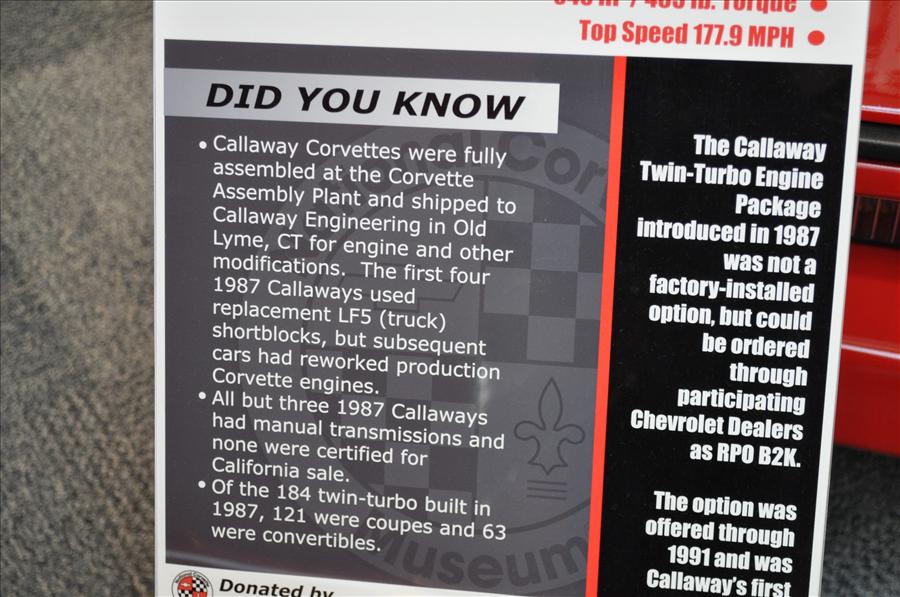 Torque
Top Speed 177.9 MPH
DID YOU KNOW
• Callaway Corvettes were fully
assembled at the Corvette
Assembly Plant and shipped to
Callaway Engineering in Old
Lyme, CT for engine and other
modifications. The first four
1987 Callaways used
replacement LF5 (truck)
shortblocks, but subsequent
cars had reworked production
Corvette engines.
• All but three 1987 Callaways
had manual transmissions and
none were certified for
California sale.
• Of the 184 twin-turbo built in
1987, 121 were coupes and 63
were convertibles.
Donated by
The Callaway
Twin-Turbo Engine
Package
introduced in 1987
was not a
factory-installed
option, but could
be ordered
through
participating
Chevrolet Dealers
as RPO B2K.
The option was
offered through
1991 and was
Callaway's first
Museum